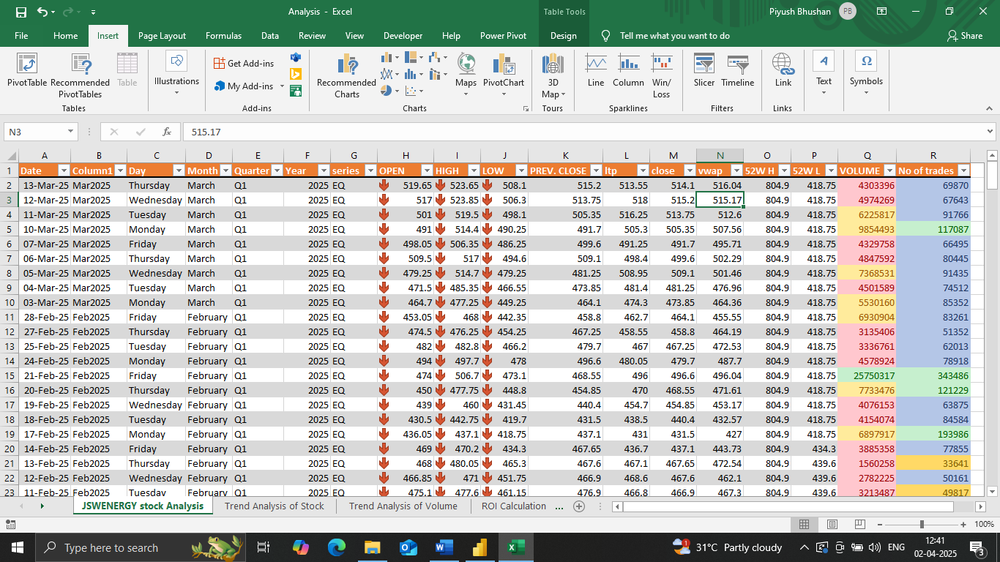 Analysis - Excel
Table Tools
Piyush Bhushan
PB
File Home Insert Page Layout Formulas Data Review View Developer Help Power Pivot Design Tell me what you want to do Share
PivotTable Recommended PivotTables Table
Tables
Illustrations
Get Add-ins
My Add-ins
Add-ins
Recommended Charts
Maps PivotChart
Charts
3D Map
Tours
Line Column Win/Loss
Sparklines
Slicer Timeline
Filters
Link
Links
Text
Symbols
N3 fx 515.17
A B C D E F G H I J K L M N O P Q R
1 Date Column1 Day Month Quarter Year series OPEN HIGH LOW PREV. CLOSE ltp close vwap 52W H 52W L VOLUME No of trades
2 13-Mar-25 Mar2025 Thursday March Q1 2025 EQ 519.65 523.65 508.1 515.2 513.55 514.1 516.04 804.9 418.75 4303396 69870
3 12-Mar-25 Mar2025 Wednesday March Q1 2025 EQ 517 523.85 506.3 513.75 518 515.2 515.17 804.9 418.75 4974269 67643
4 11-Mar-25 Mar2025 Tuesday March Q1 2025 EQ 501 519.5 498.1 505.35 516.25 513.75 512.6 804.9 418.75 6225817 91766
5 10-Mar-25 Mar2025 Monday March Q1 2025 EQ 491 514.4 490.25 491.7 505.3 505.35 507.56 804.9 418.75 9854493 117087
6 07-Mar-25 Mar2025 Friday March Q1 2025 EQ 498.05 506.35 486.25 499.6 491.25 491.7 495.71 804.9 418.75 4329758 66495
7 06-Mar-25 Mar2025 Thursday March Q1 2025 EQ 509.5 517 494.6 509.1 498.4 499.6 502.29 804.9 418.75 4847592 80445
8 05-Mar-25 Mar2025 Wednesday March Q1 2025 EQ 479.25 514.7 479.25 481.25 508.95 509.1 501.46 804.9 418.75 7368531 91435
9 04-Mar-25 Mar2025 Tuesday March Q1 2025 EQ 471.5 485.35 466.55 473.85 481.4 481.25 476.96 804.9 418.75 4501589 74512
10 03-Mar-25 Mar2025 Monday March Q1 2025 EQ 464.7 477.25 449.25 464.1 474.3 473.85 464.36 804.9 418.75 5530160 85352
11 28-Feb-25 Feb2025 Friday February Q1 2025 EQ 453.05 468 442.35 458.8 462.7 464.1 455.55 804.9 418.75 6930904 83261
12 27-Feb-25 Feb2025 Thursday February Q1 2025 EQ 474.5 476.25 454.25 467.25 458.55 458.8 464.19 804.9 418.75 3135406 51352
13 25-Feb-25 Feb2025 Tuesday February Q1 2025 EQ 482 482.8 466.2 479.7 467 467.25 472.53 804.9 418.75 3336761 62013
14 24-Feb-25 Feb2025 Monday February Q1 2025 EQ 494 497.7 478 496.6 480.05 479.7 487.7 804.9 418.75 4578924 78918
15 21-Feb-25 Feb2025 Friday February Q1 2025 EQ 474 506.7 473.1 468.55 496 496.6 496.04 804.9 418.75 25750317 343486
16 20-Feb-25 Feb2025 Thursday February Q1 2025 EQ 450 477.75 448.8 454.85 470 468.55 471.61 804.9 418.75 7733476 121229
17 19-Feb-25 Feb2025 Wednesday February Q1 2025 EQ 439 460 431.45 440.4 454.7 454.85 453.17 804.9 418.75 4076153 63875
18 18-Feb-25 Feb2025 Tuesday February Q1 2025 EQ 430.5 442.75 419.7 431.5 438.5 440.4 432.57 804.9 418.75 4154074 84584
19 17-Feb-25 Feb2025 Monday February Q1 2025 EQ 436.05 437.1 418.75 437.1 431 431.5 427 804.9 418.75 6897917 193986
20 14-Feb-25 Feb2025 Friday February Q1 2025 EQ 469 470.2 434.3 467.65 436.7 437.1 443.73 804.9 434.3 3885358 77855
21 13-Feb-25 Feb2025 Thursday February Q1 2025 EQ 468 480.05 465.3 467.6 467.1 467.65 472.54 804.9 439.6 1560258 33641
22 12-Feb-25 Feb2025 Wednesday February Q1 2025 EQ 466.85 471 451.75 466.9 468.6 467.6 462.1 804.9 439.6 2782225 50161
23 11-Feb-25 Feb2025 Tuesday February Q1 2025 EQ 475.1 477.6 461.15 476.9 466.8 466.9 467.3 804.9 439.6 3213487 49817
JSWENERGY stock Analysis Trend Analysis of Stock Trend Analysis of Volume ROI Calculation ...
100%
Type here to search
31°C Partly cloudy
ENG
12:41
02-04-2025
3